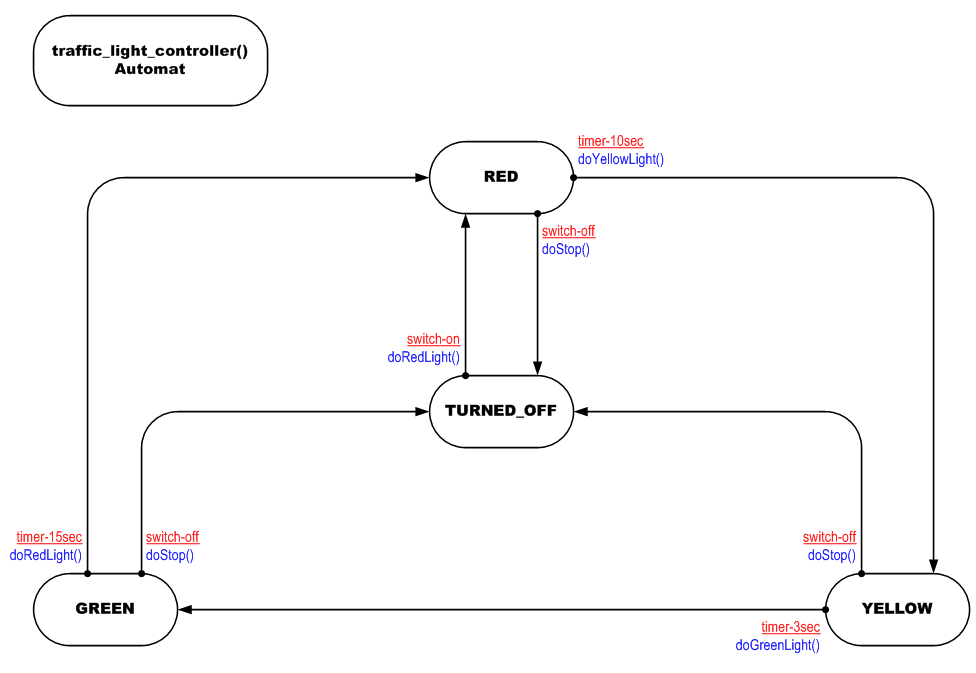 traffic_light_controller()
Automat
timer-10sec
doYellowLight()
RED
switch-off
doStop()
switch-on
doRedLight()
TURNED_OFF
timer-15sec
doRedLight()
switch-off
doStop()
switch-off
doStop()
GREEN
YELLOW
timer-3sec
doGreenLight()